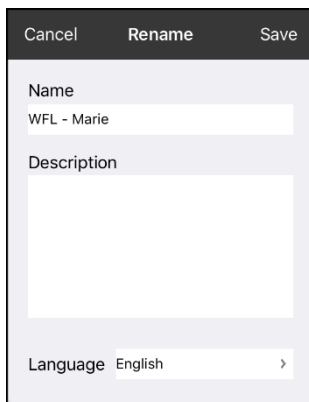 Cancel Rename Save
Name
WFL - Marie
Description
Language English >